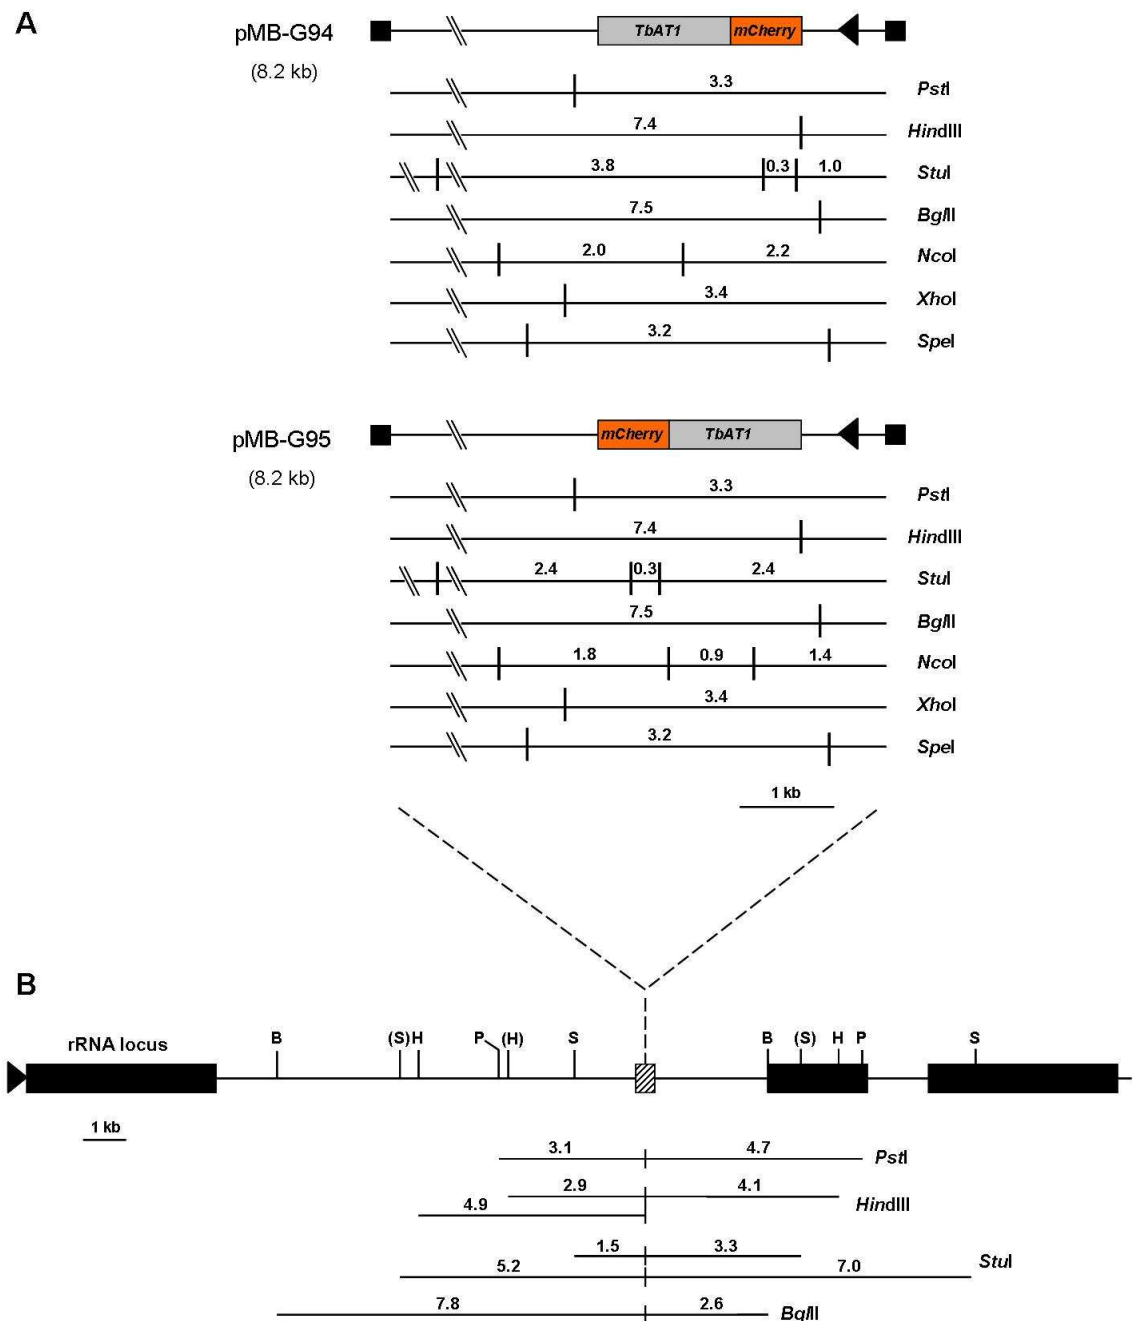 A
pMB-G94
(8.2 kb)
TbAT1 mCherry
3.3 PstI
7.4 HindIII
3.8 0.3 1.0 StuI
7.5 BglII
2.0 2.2 NcoI
3.4 XhoI
3.2 SpeI
pMB-G95
(8.2 kb)
mCherry TbAT1
3.3 PstI
7.4 HindIII
2.4 0.3 2.4 StuI
7.5 BglII
1.8 0.9 1.4 NcoI
3.4 XhoI
3.2 SpeI
1 kb
B
rRNA locus B (S) H P (H) S B (S) H P S
1 kb
3.1 4.7 PstI
2.9 4.1 HindIII
4.9
1.5 3.3 StuI
5.2 7.0
7.8 2.6 BglII